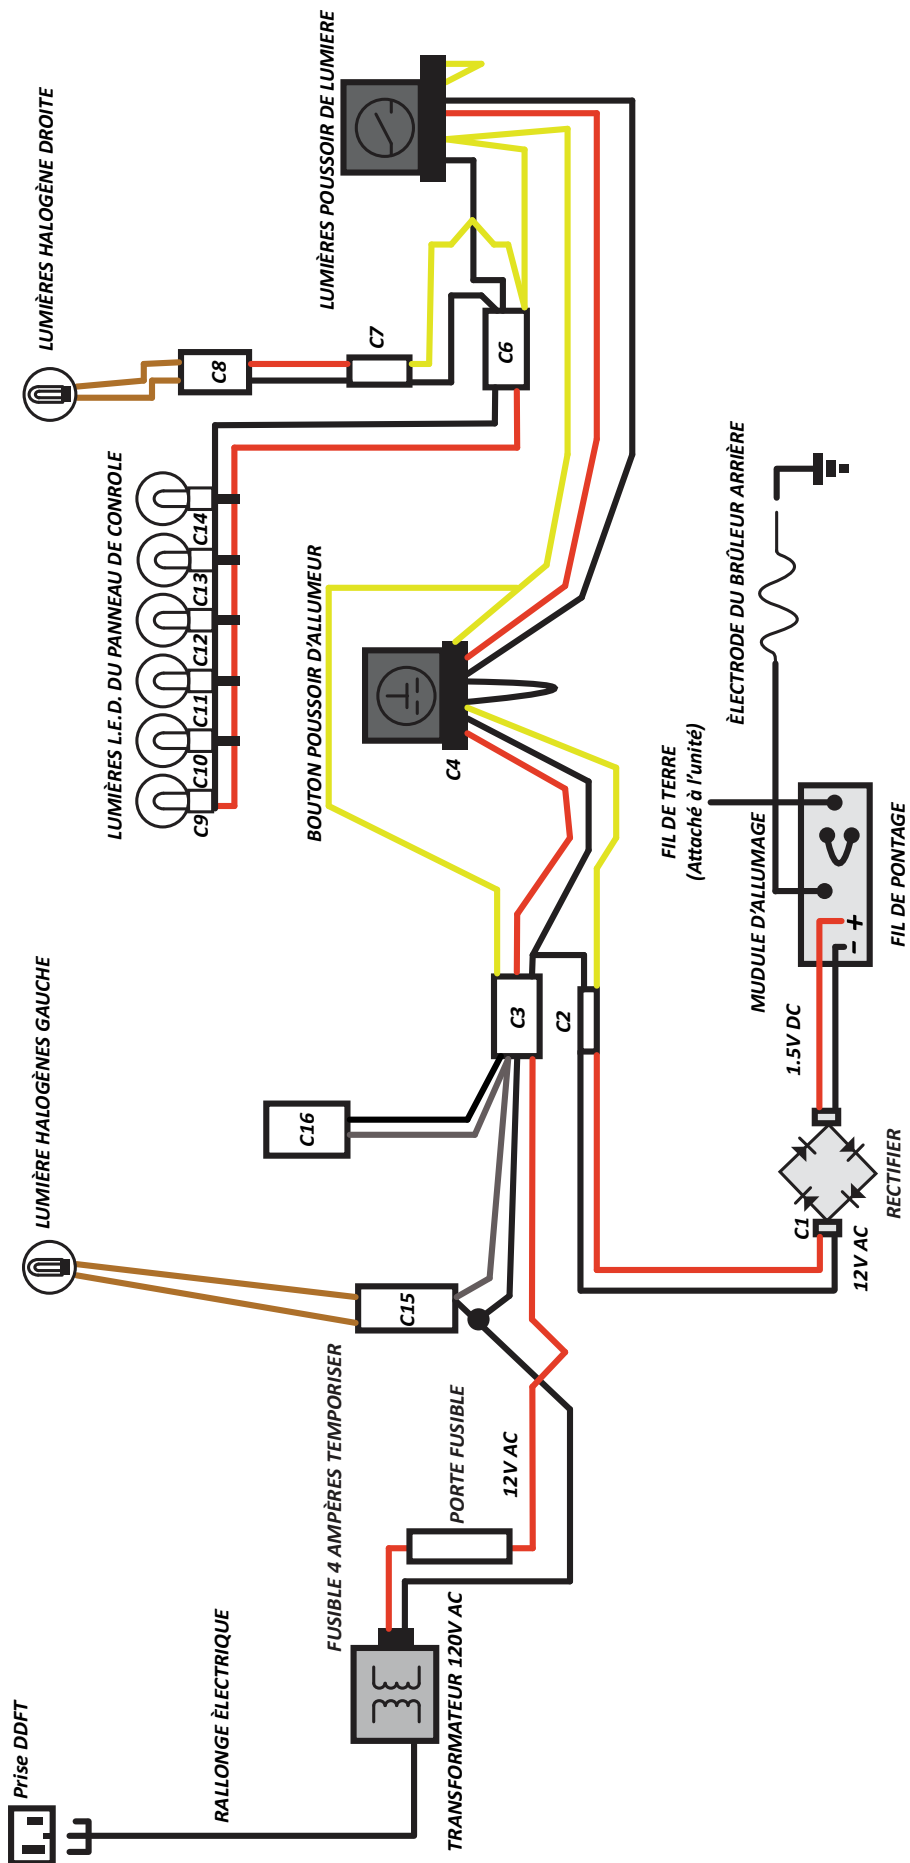 Prise DDFT
RALLONGE ÈLECTRIQUE
TRANSFORMATEUR 120V AC
FUSIBLE 4 AMPÈRES TEMPORISER
PORTE FUSIBLE
12V AC
LUMIÈRE HALOGÈNES GAUCHE
C15
C16
C3
C2
C1
12V AC
RECTIFIER
1.5V DC
MUDULE D'ALLUMAGE
- +
FIL DE PONTAGE
FIL DE TERRE
(Attaché à l'unité)
ÈLECTRODE DU BRÛLEUR ARRIÈRE
BOUTON POUSSOIR D'ALLUMEUR
C4
LUMIÈRES L.E.D. DU PANNEAU DE CONROLE
C9
C10
C11
C12
C13
C14
LUMIÈRES HALOGÈNE DROITE
C8
C7
C6
LUMIÈRES POUSSOIR DE LUMIERE